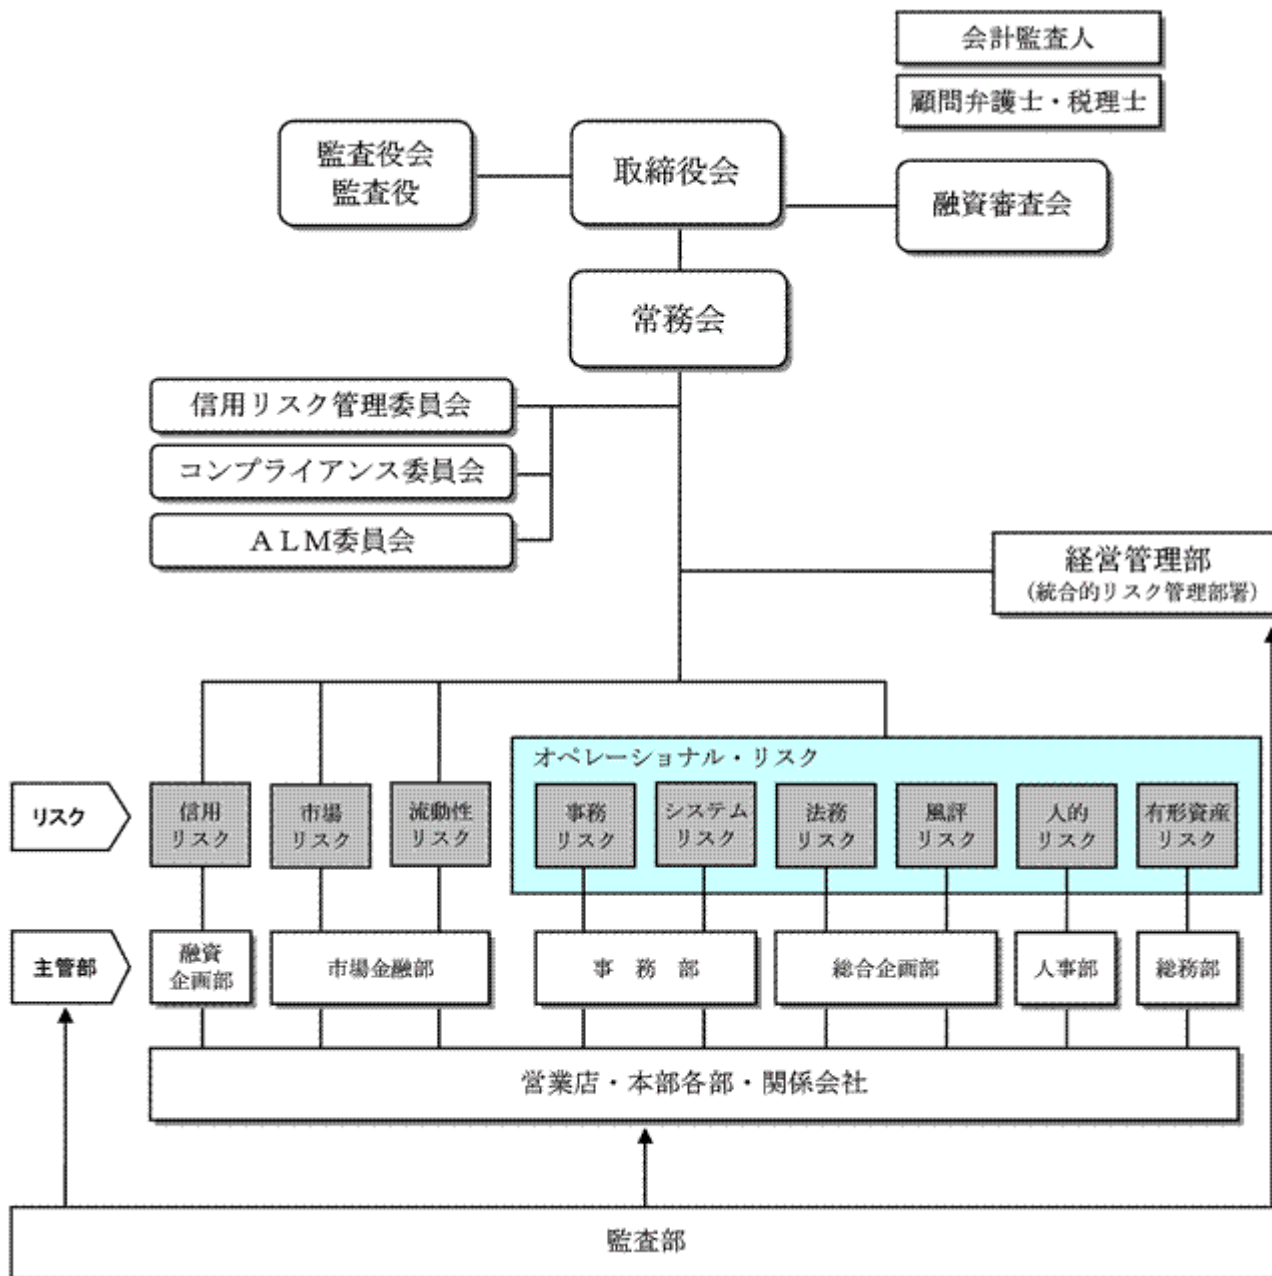 会計監査人
顧問弁護士・税理士
監査役会
監査役
取締役会
融資審査会
常務会
信用リスク管理委員会
コンプライアンス委員会
ＡＬＭ委員会
経営管理部
（統合的リスク管理部署）
オペレーショナル・リスク
リスク
信用
リスク
市場
リスク
流動性
リスク
事務
リスク
システム
リスク
法務
リスク
風評
リスク
人的
リスク
有形資産
リスク
主管部
融資
企画部
市場金融部
事　務　部
総合企画部
人事部
総務部
営業店・本部各部・関係会社
監査部